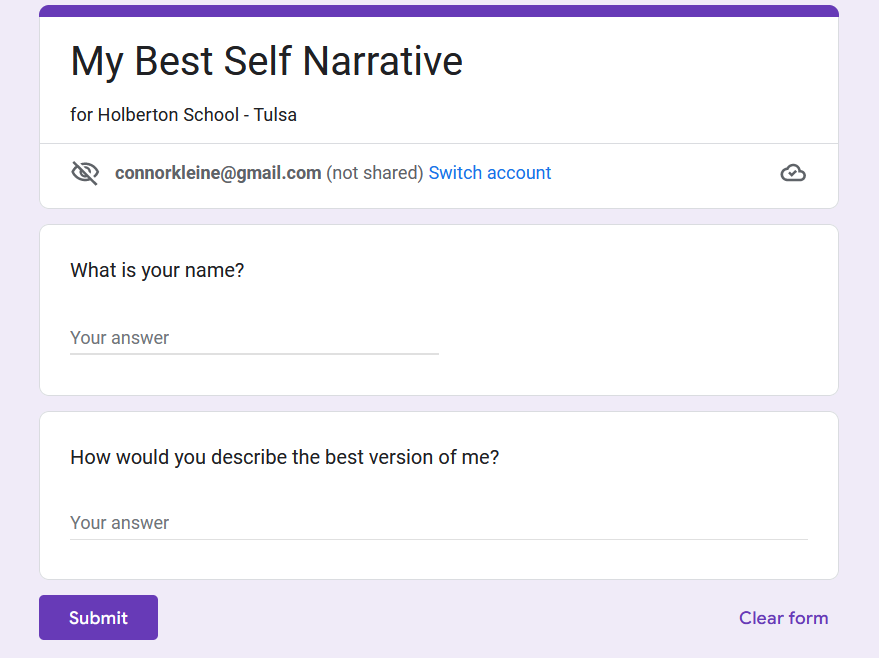 My Best Self Narrative
for Holberton School - Tulsa
connorkleine@gmail.com (not shared) Switch account
What is your name?
Your answer
How would you describe the best version of me?
Your answer
Submit
Clear form